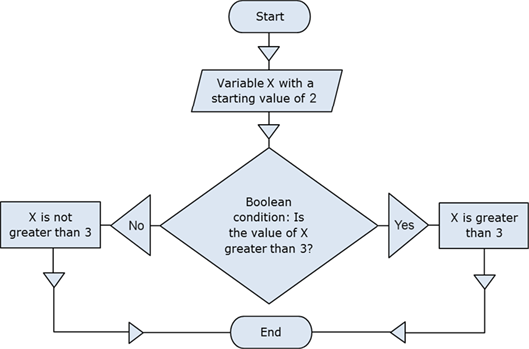 Start
Variable X with a
starting value of 2
Boolean
condition: Is
the value of X
greater than 3?
No
Yes
X is not
greater than 3
X is greater
than 3
End